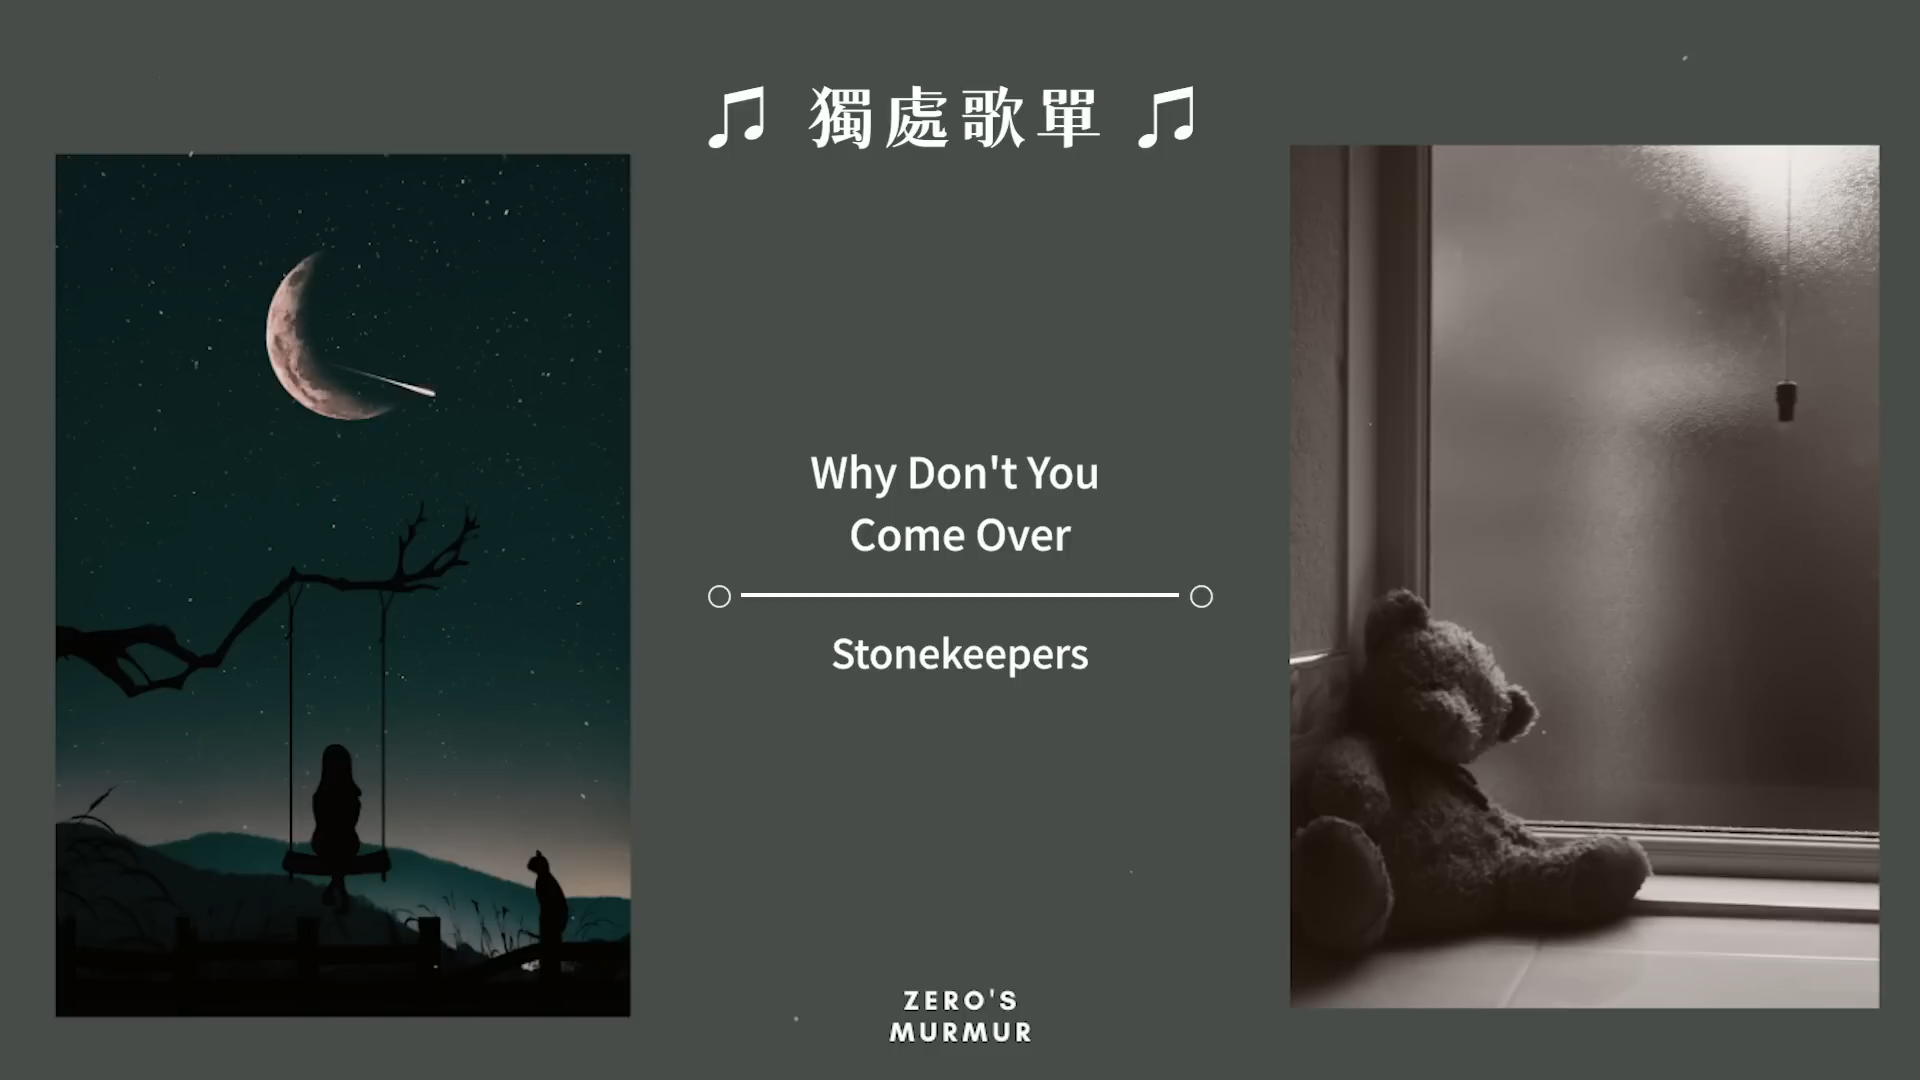 ♫ 獨處歌單 ♫
Why Don't You
Come Over
Stonekeepers
ZERO'S
MURMUR